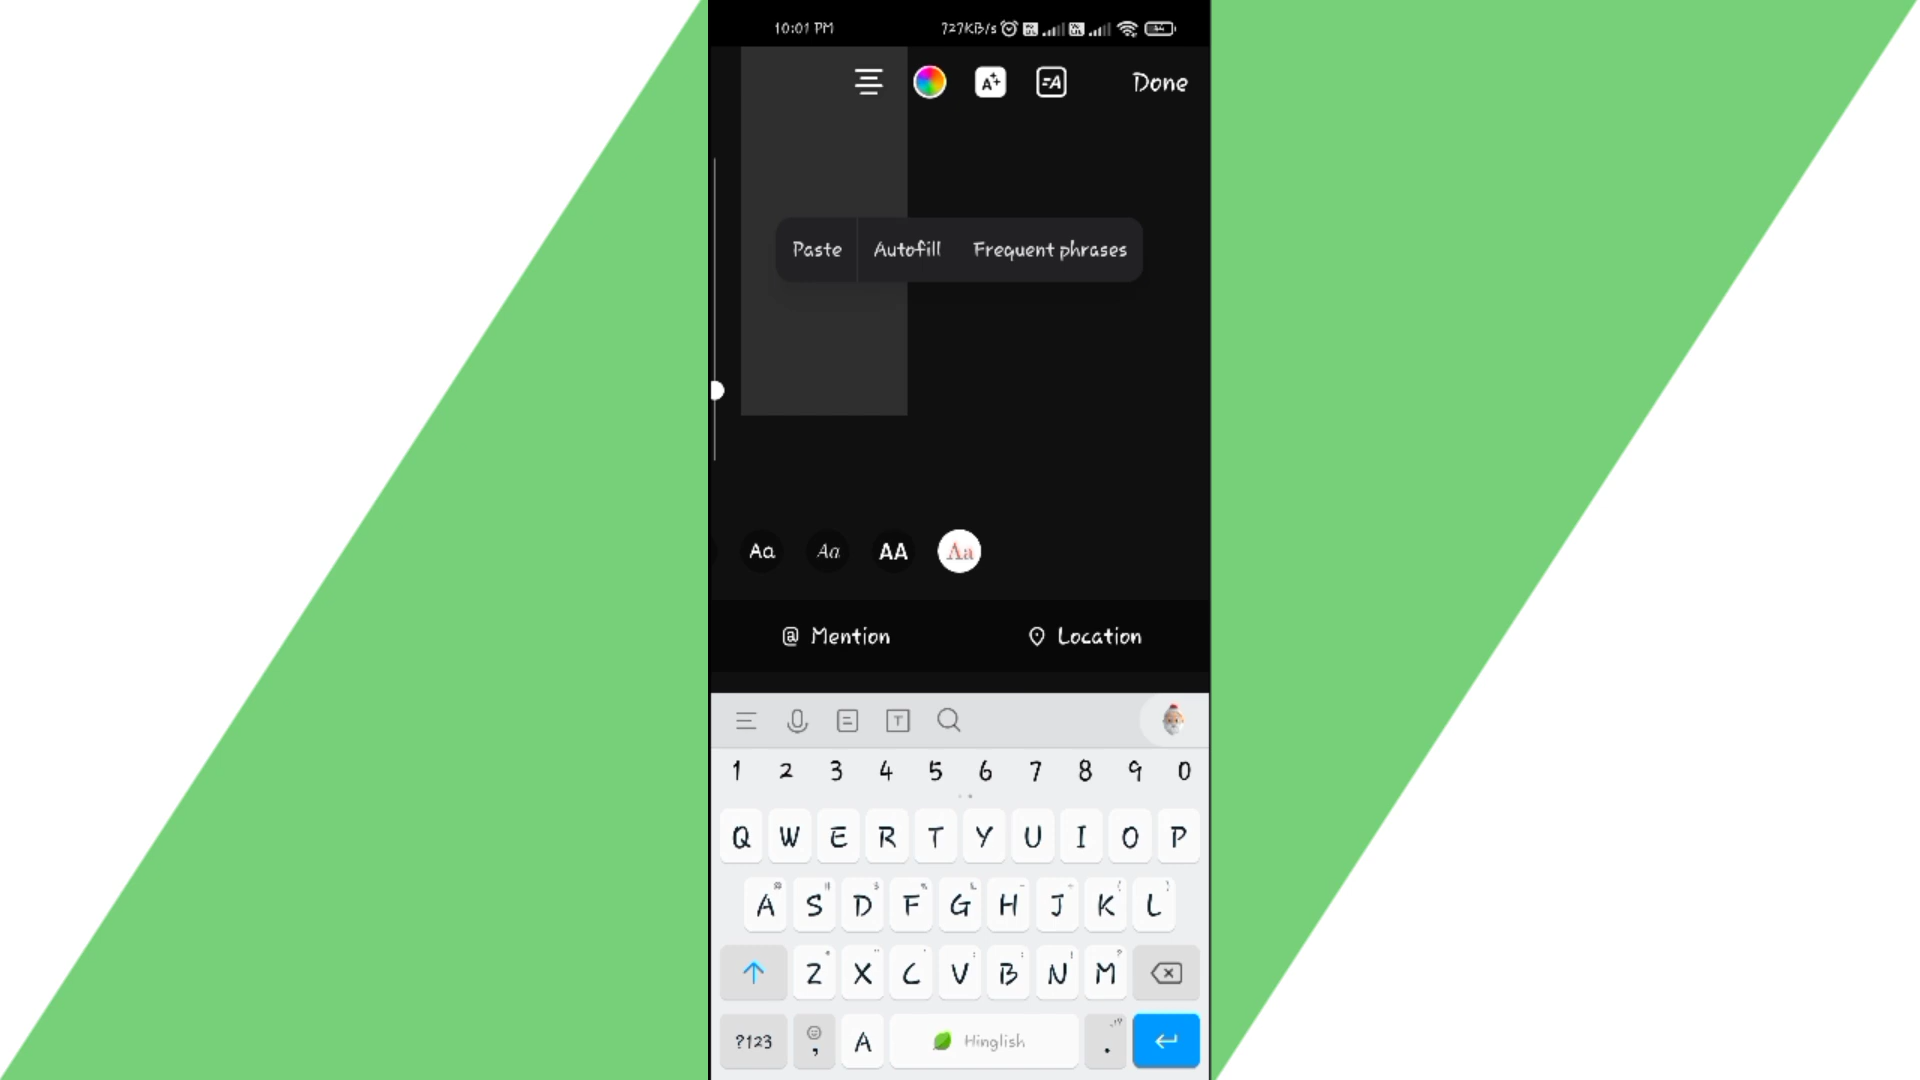 10:01 PM 727KB/s
Done
Paste Autofill Frequent phrases
Aa Aa AA Aa
@ Mention Location
1 2 3 4 5 6 7 8 9 0
Q W E R T Y U I O P
A S D F G H J K L
Z X C V B N M
?123 , A Hinglish .